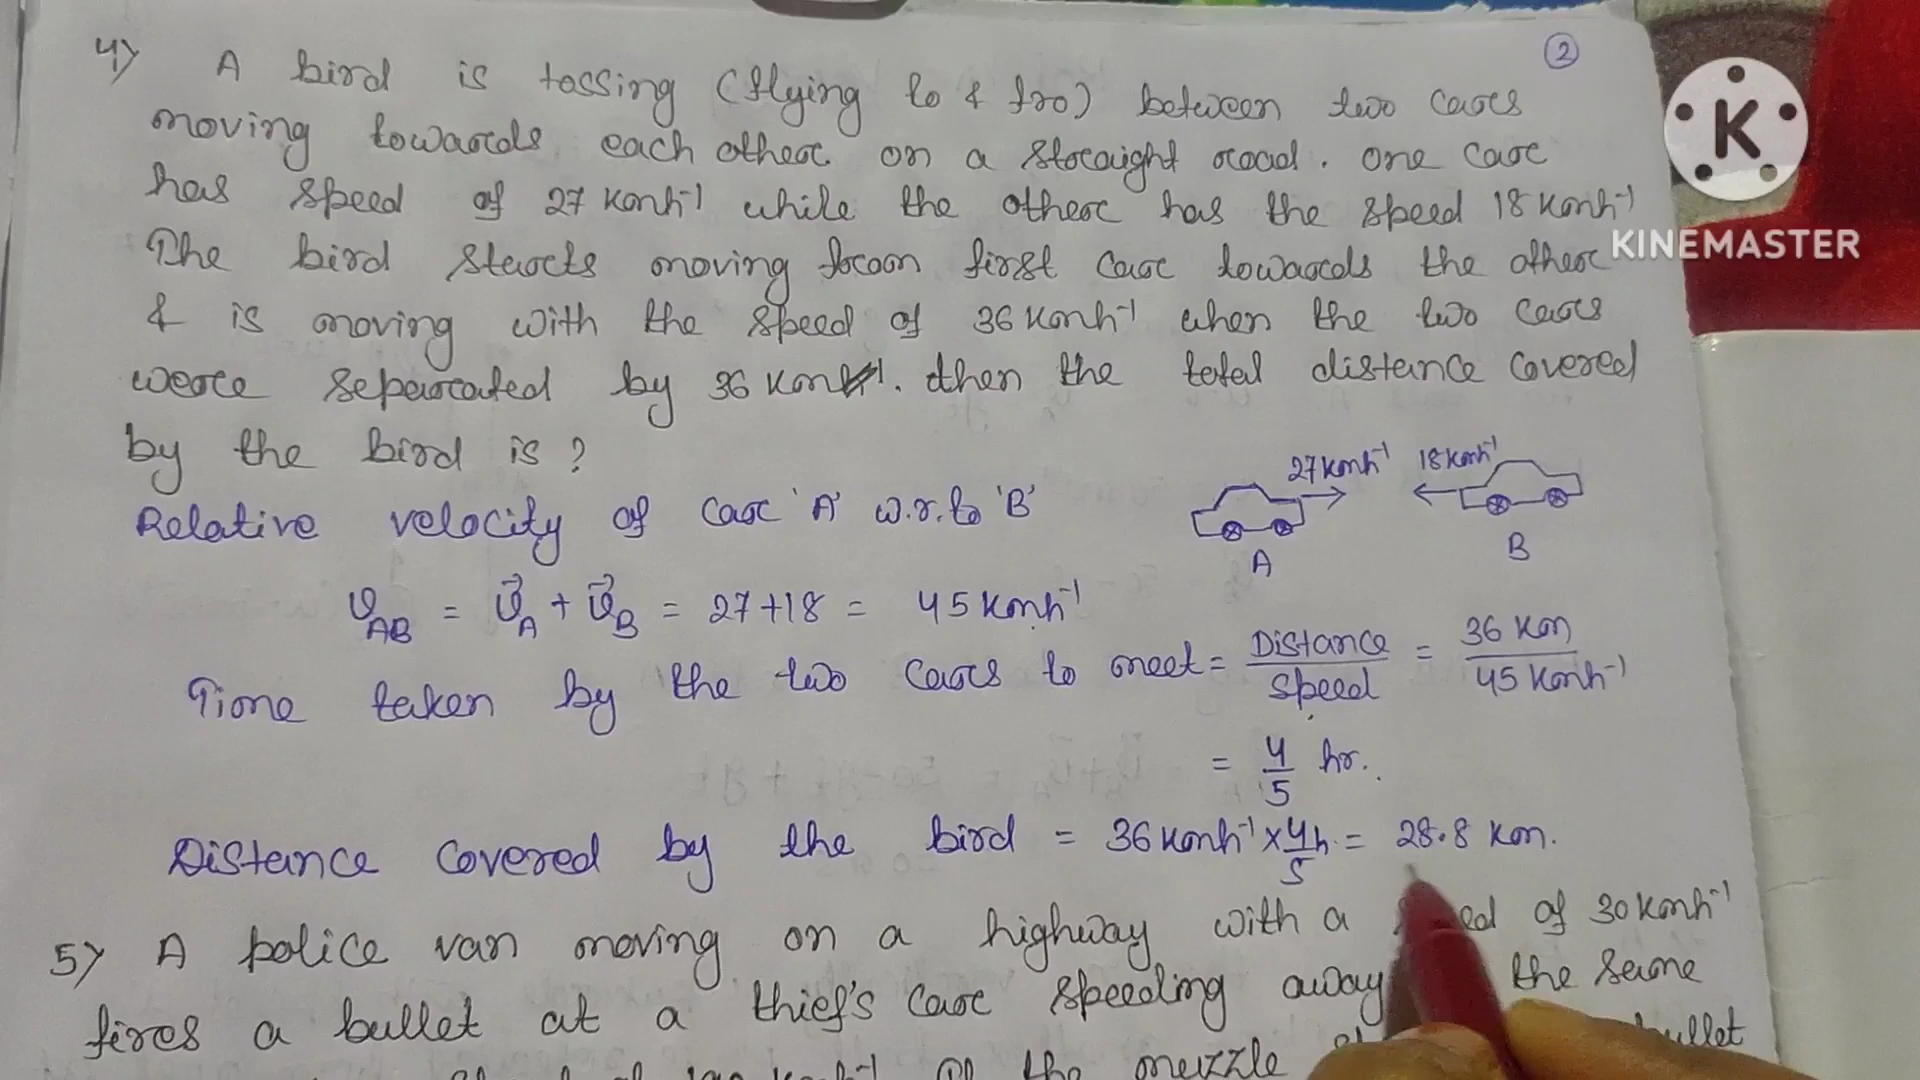 ②
4) A bird is tossing (flying to & fro) between two cars
moving towards each other on a straight road. One car
has speed of 27 Kmh⁻¹ while the other has the speed 18 Kmh⁻¹
The bird starts moving from first car towards the other
& is moving with the speed of 36 Kmh⁻¹ when the two cars
were separated by 36 Km. then the total distance covered
by the bird is ?
27 Kmh⁻¹ 18 Kmh⁻¹
A B
Relative velocity of car 'A' w.r.to 'B'
V_AB = V⃗_A + V⃗_B = 27 + 18 = 45 Kmh⁻¹
Time taken by the two cars to meet = Distance/Speed = 36 Km/45 Kmh⁻¹
= 4/5 hr.
Distance covered by the bird = 36 Kmh⁻¹ × 4/5 h = 28.8 Km.
5) A police van moving on a highway with a of 30 Kmh⁻¹
fires a bullet at a thief's car speeding away the same
the muzzle
K
KINEMASTER